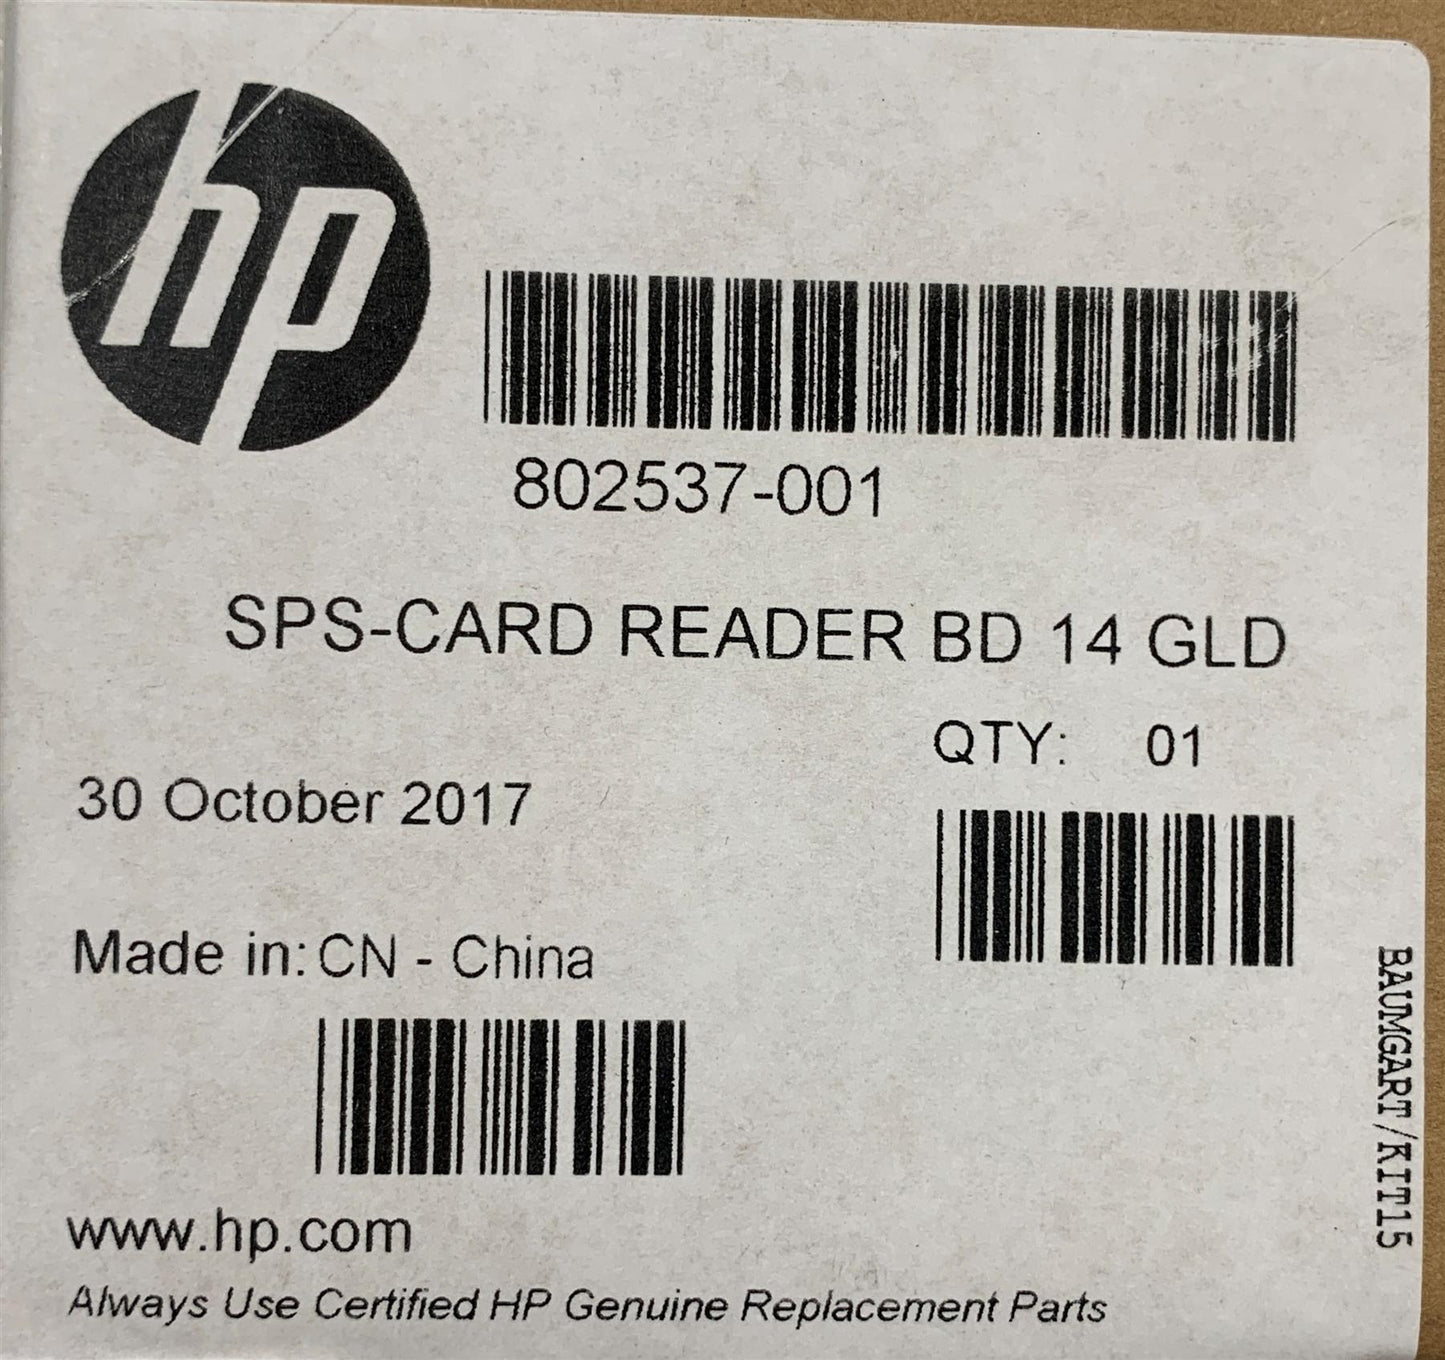 hp
802537-001
SPS-CARD READER BD 14 GLD
QTY: 01
30 October 2017
Made in: CN - China
www.hp.com
Always Use Certified HP Genuine Replacement Parts
BAUMGART/KIT15